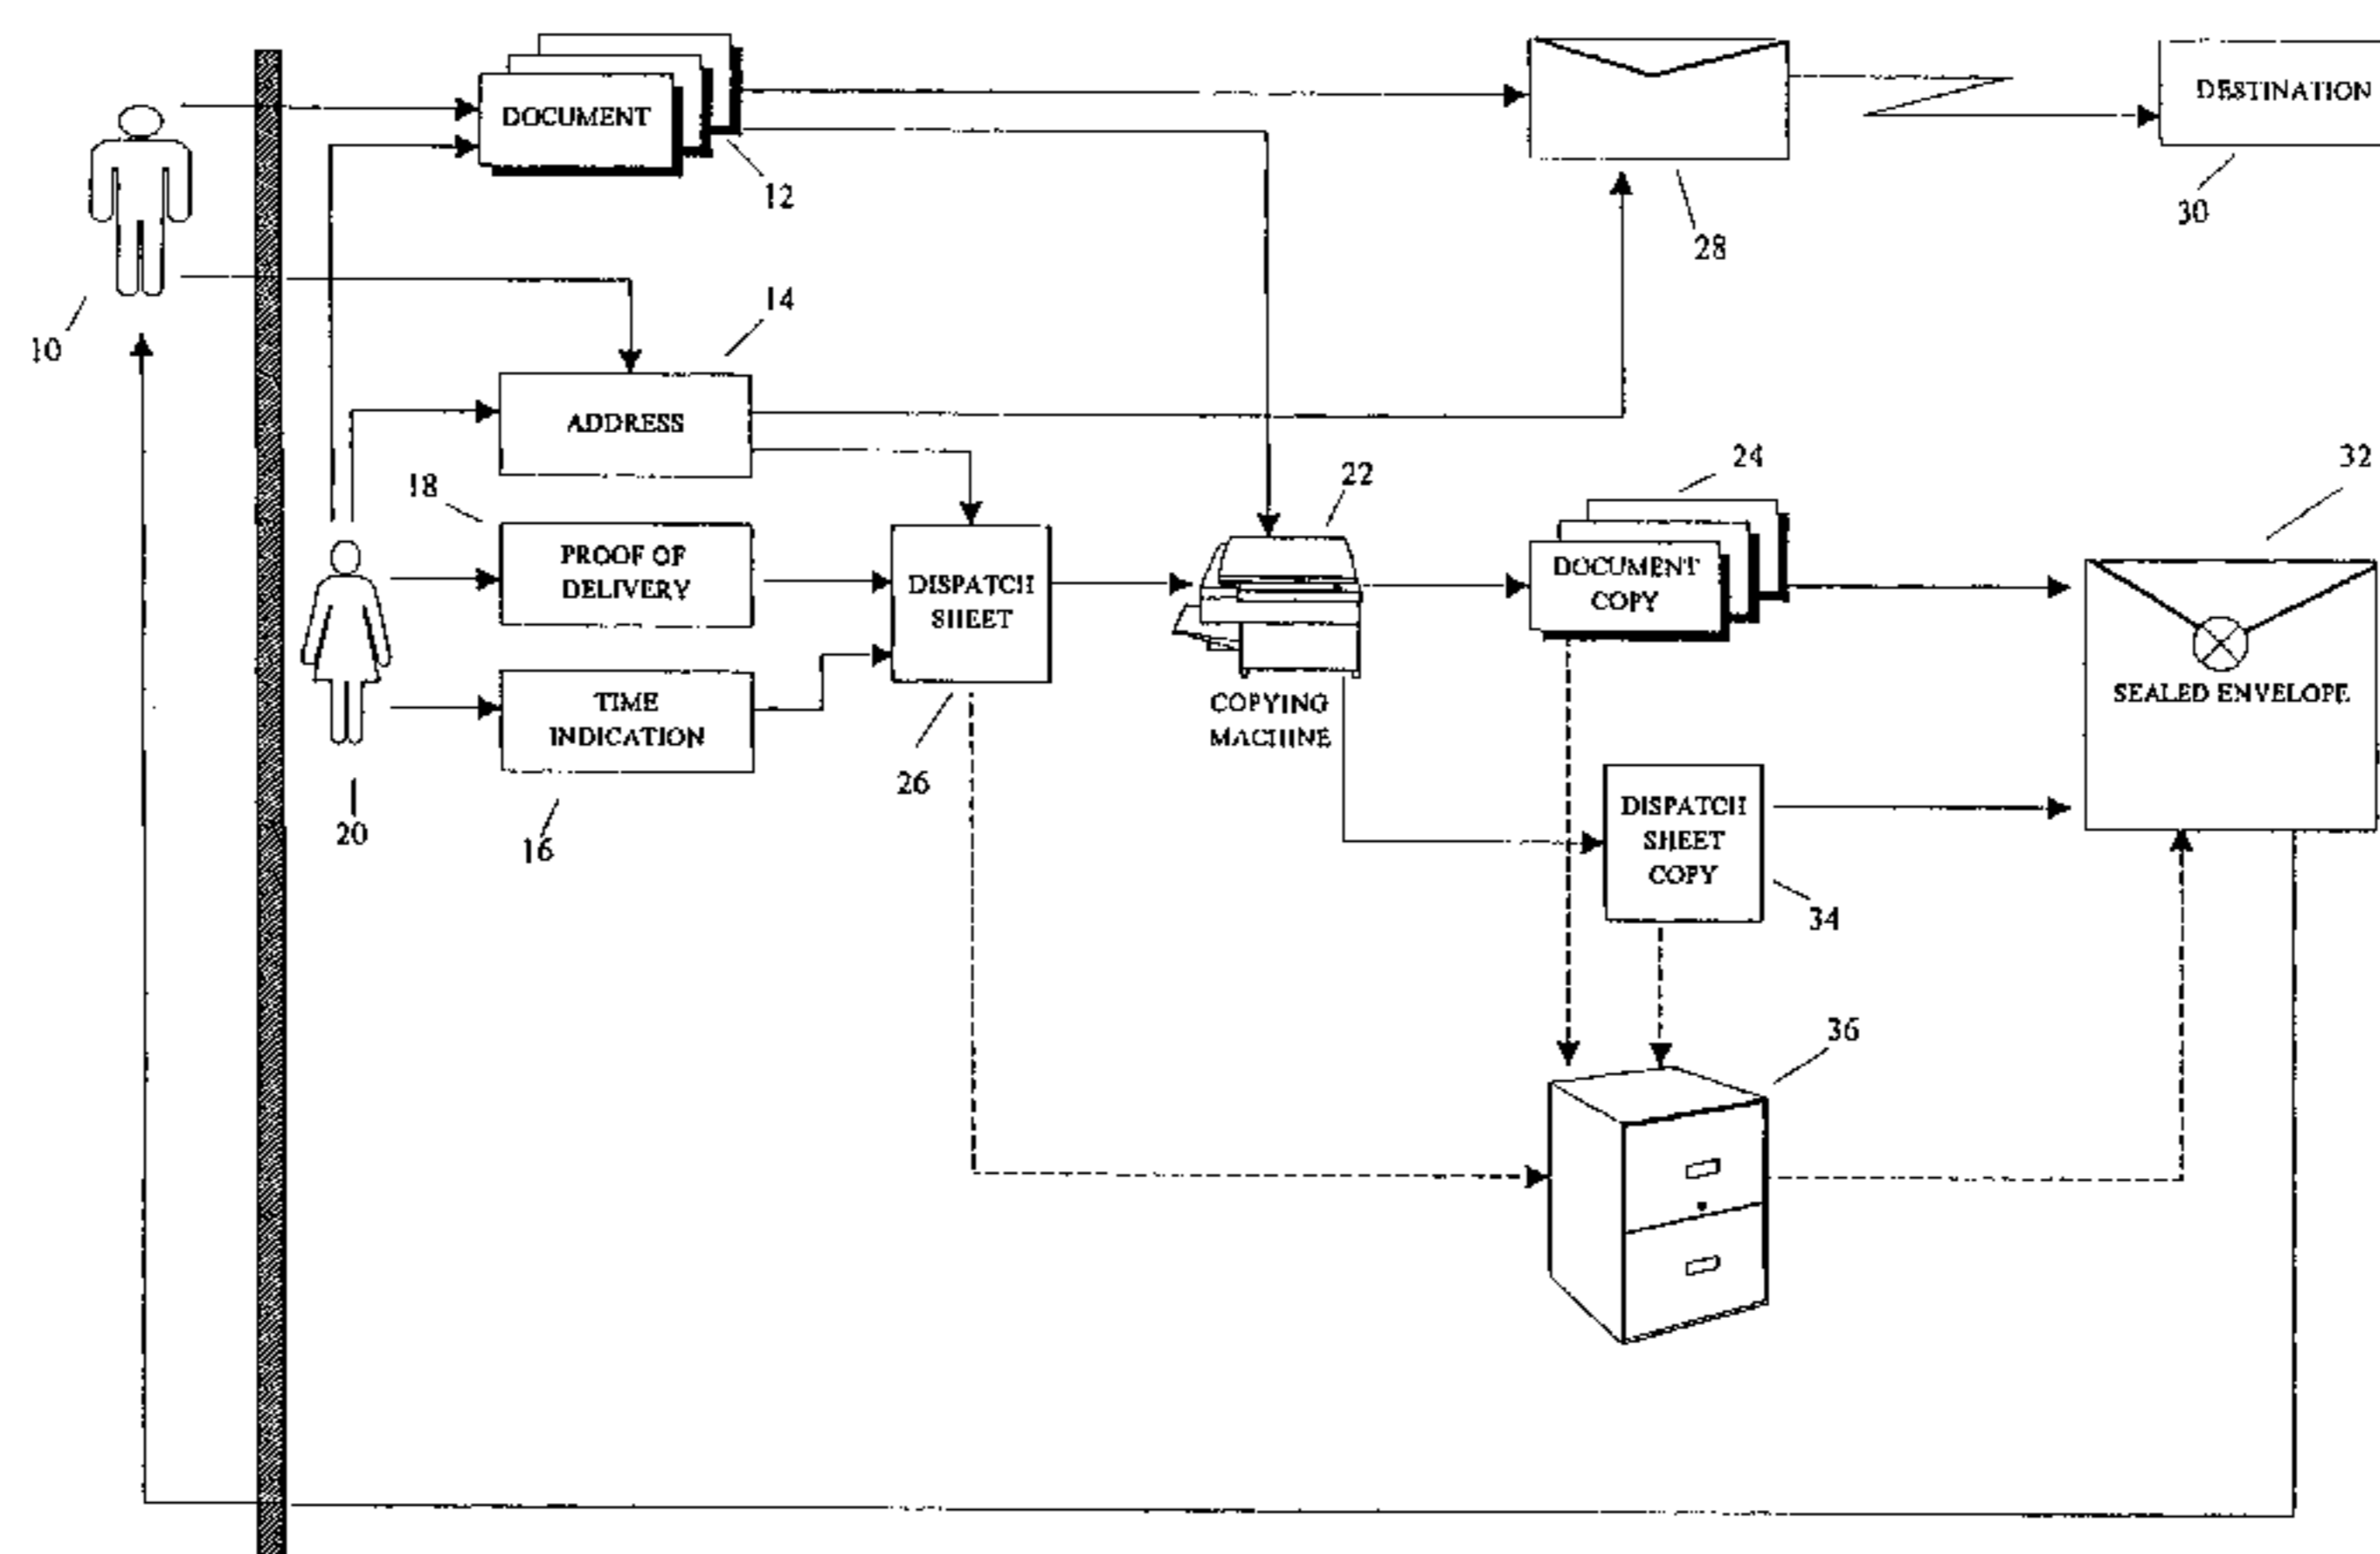 DOCUMENT
DESTINATION
12
30
28
10
14
ADDRESS
18
PROOF OF
DELIVERY
TIME
INDICATION
16
20
DISPATCH
SHEET
26
22
COPYING
MACHINE
24
DOCUMENT
COPY
32
SEALED ENVELOPE
DISPATCH
SHEET
COPY
34
36